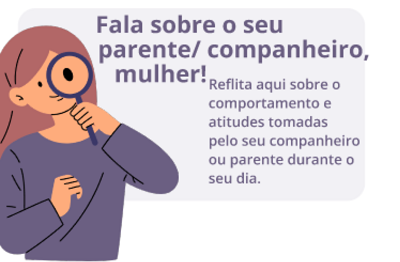 Fala sobre o seu
parente/ companheiro,
mulher!
Reflita aqui sobre o
comportamento e
atitudes tomadas
pelo seu companheiro
ou parente durante o
seu dia.